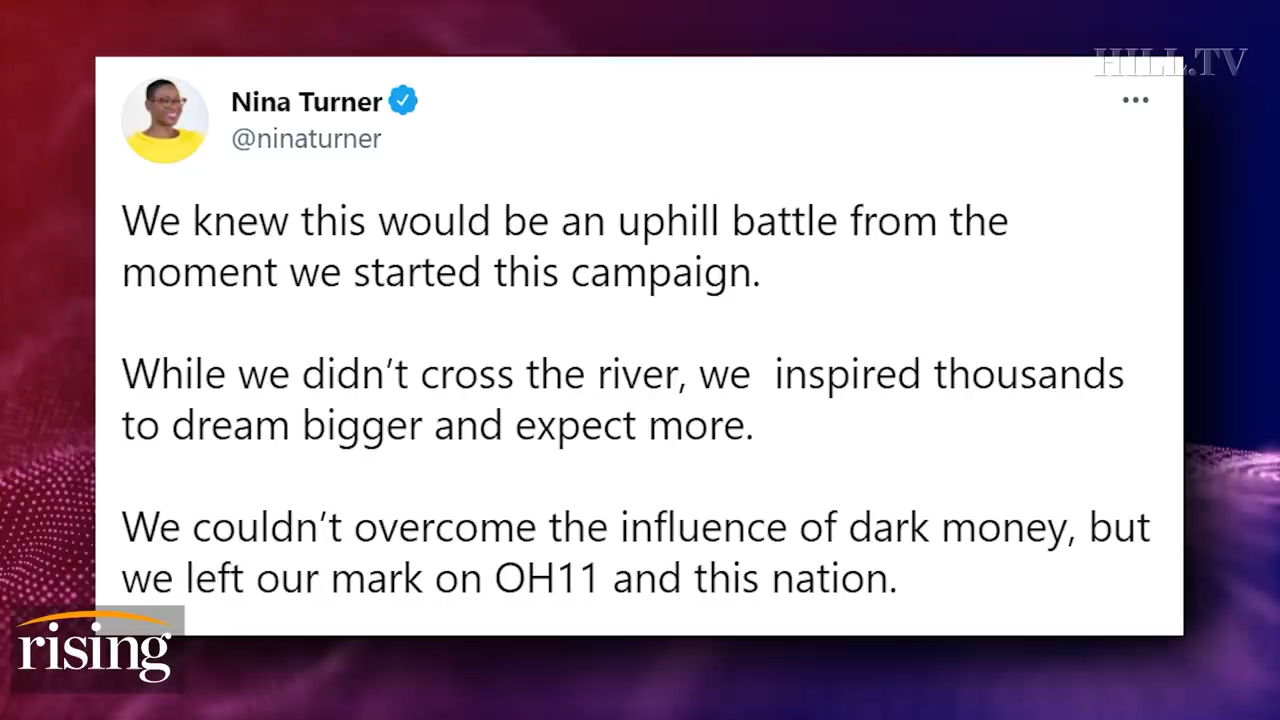 HILL.TV
Nina Turner
@ninaturner
We knew this would be an uphill battle from the
moment we started this campaign.
While we didn’t cross the river, we  inspired thousands
to dream bigger and expect more.
We couldn’t overcome the influence of dark money, but
we left our mark on OH11 and this nation.
rising